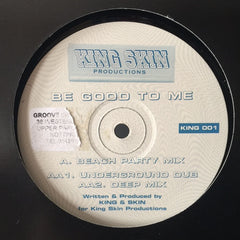 KING SKIN
PRODUCTIONS
BE GOOD TO ME
KING 001
GROOVE
A. BEACH PARTY MIX
AA1. UNDERGROUND DUB
AA2. DEEP MIX
Written & Produced by
KING & SKIN
for King Skin Productions